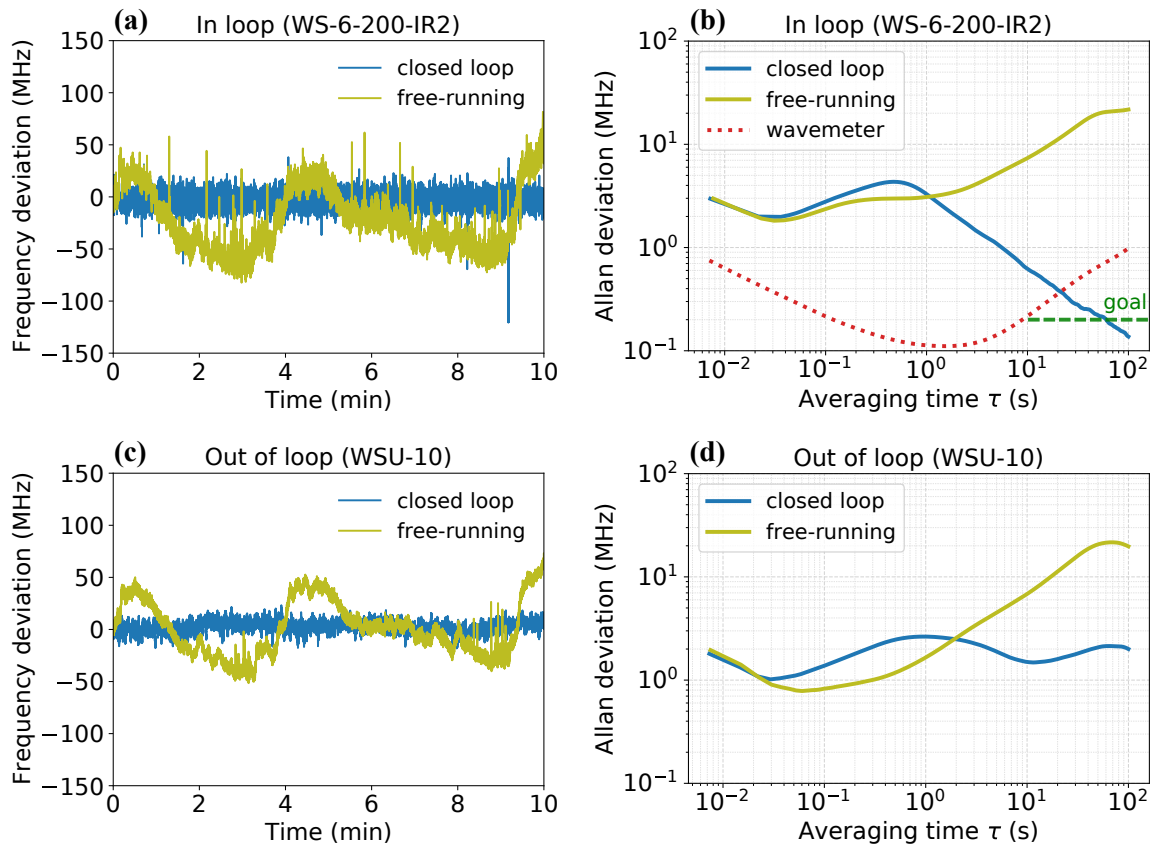 (a)
In loop (WS-6-200-IR2)
Frequency deviation (MHz)
150
100
50
0
−50
−100
−150
closed loop
free-running
0
2
4
6
8
10
Time (min)
(b)
In loop (WS-6-200-IR2)
Allan deviation (MHz)
10²
10¹
10⁰
10⁻¹
closed loop
free-running
wavemeter
goal
10⁻²
10⁻¹
10⁰
10¹
10²
Averaging time τ (s)
(c)
Out of loop (WSU-10)
Frequency deviation (MHz)
150
100
50
0
−50
−100
−150
closed loop
free-running
0
2
4
6
8
10
Time (min)
(d)
Out of loop (WSU-10)
Allan deviation (MHz)
10²
10¹
10⁰
10⁻¹
closed loop
free-running
10⁻²
10⁻¹
10⁰
10¹
10²
Averaging time τ (s)